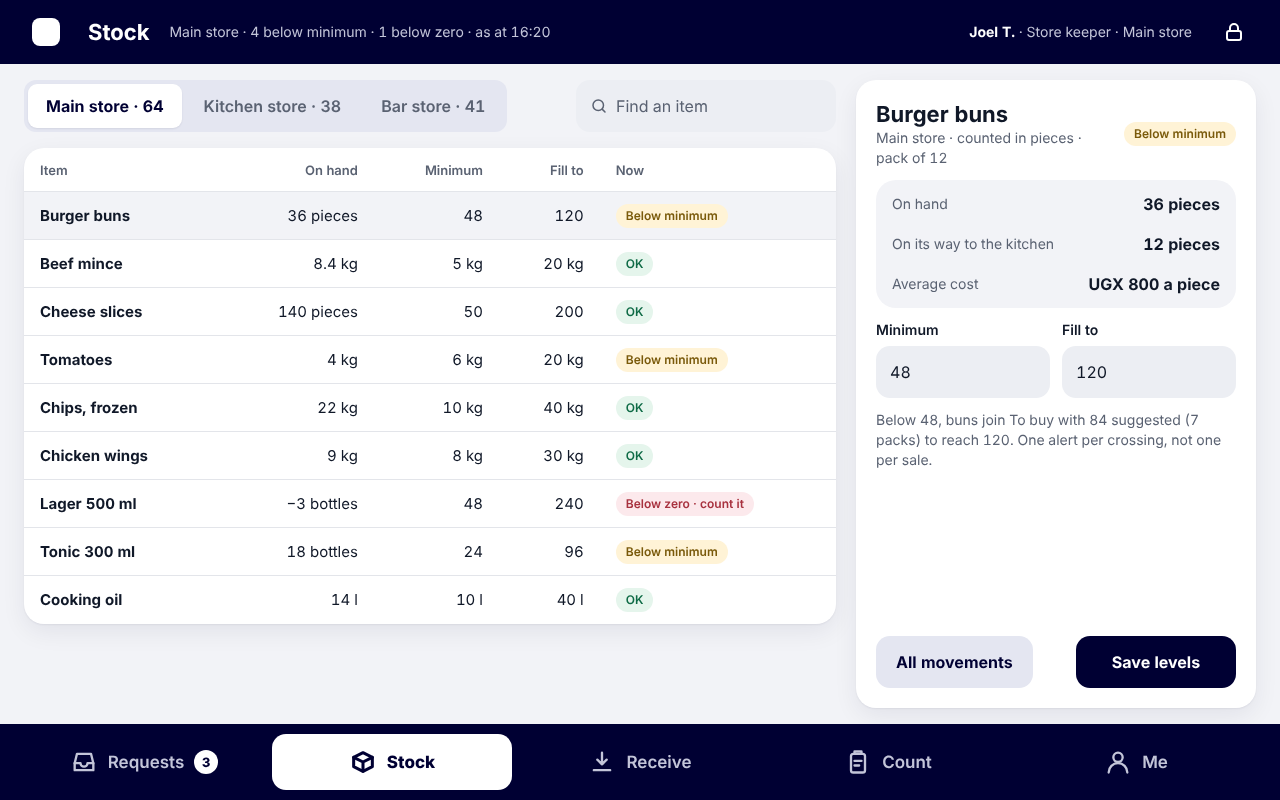 Stock
Main store · 4 below minimum · 1 below zero · as at 16:20
Joel T. · Store keeper · Main store
Main store · 64
Kitchen store · 38
Bar store · 41
Find an item
Item On hand Minimum Fill to Now
Burger buns 36 pieces 48 120 Below minimum
Beef mince 8.4 kg 5 kg 20 kg OK
Cheese slices 140 pieces 50 200 OK
Tomatoes 4 kg 6 kg 20 kg Below minimum
Chips, frozen 22 kg 10 kg 40 kg OK
Chicken wings 9 kg 8 kg 30 kg OK
Lager 500 ml −3 bottles 48 240 Below zero · count it
Tonic 300 ml 18 bottles 24 96 Below minimum
Cooking oil 14 l 10 l 40 l OK
Burger buns
Main store · counted in pieces ·
pack of 12
Below minimum
On hand 36 pieces
On its way to the kitchen 12 pieces
Average cost UGX 800 a piece
Minimum Fill to
48 120
Below 48, buns join To buy with 84 suggested (7
packs) to reach 120. One alert per crossing, not one
per sale.
All movements Save levels
Requests 3 Stock Receive Count Me